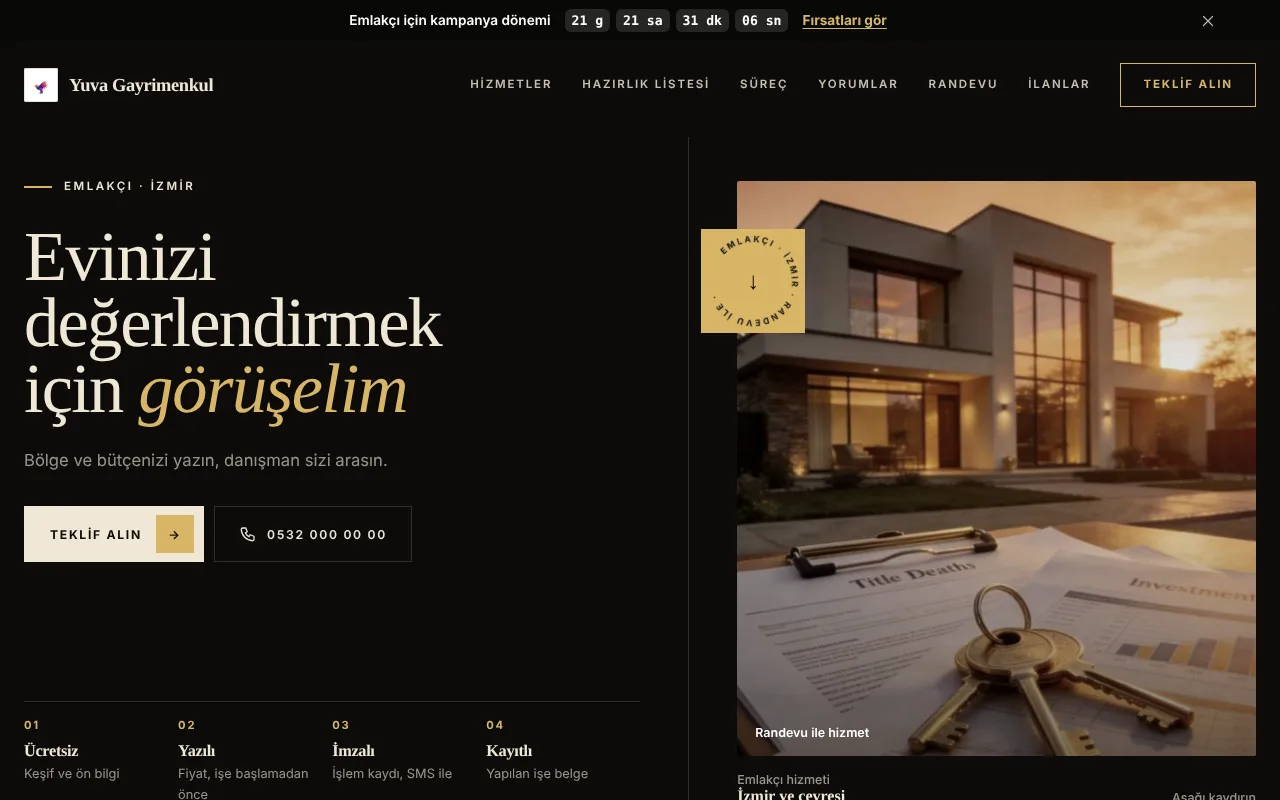 Emlakçı için kampanya dönemi 21 g 21 sa 31 dk 06 sn Fırsatları gör
Yuva Gayrimenkul
HİZMETLER HAZIRLIK LİSTESİ SÜREÇ YORUMLAR RANDEVU İLANLAR TEKLİF ALIN
EMLAKÇI · İZMİR
Evinizi
değerlendirmek
için görüşelim
Bölge ve bütçenizi yazın, danışman sizi arasın.
TEKLİF ALIN →
0532 000 00 00
EMLAKÇI · İZMİR · RANDEVU İLE ·
↓
Title Deaths
Investment
Randevu ile hizmet
01
Ücretsiz
Keşif ve ön bilgi
02
Yazılı
Fiyat, işe başlamadan
önce
03
İmzalı
İşlem kaydı, SMS ile
04
Kayıtlı
Yapılan işe belge
Emlakçı hizmeti
İzmir ve çevresi
Aşağı kaydırın